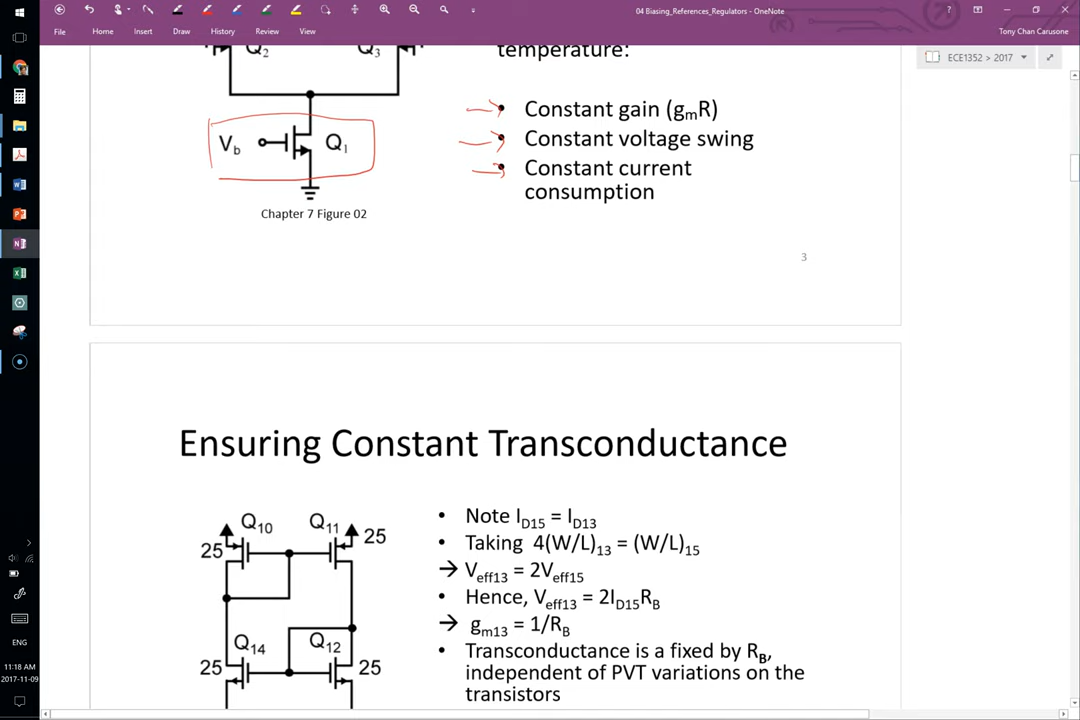 04 Biasing_References_Regulators - OneNote
Tony Chan Carusone
File Home Insert Draw History Review View
ECE1352 > 2017
Q2 Q3
temperature:
• Constant gain (gmR)
Vb Q1
• Constant voltage swing
• Constant current
consumption
Chapter 7 Figure 02
3
Ensuring Constant Transconductance
Q10 Q11
• Note ID15 = ID13
25 25
• Taking 4(W/L)13 = (W/L)15
→ Veff13 = 2Veff15
• Hence, Veff13 = 2ID15RB
→ gm13 = 1/RB
Q14 Q12
• Transconductance is a fixed by RB,
25 25
independent of PVT variations on the
transistors
ENG
11:18 AM
2017-11-09